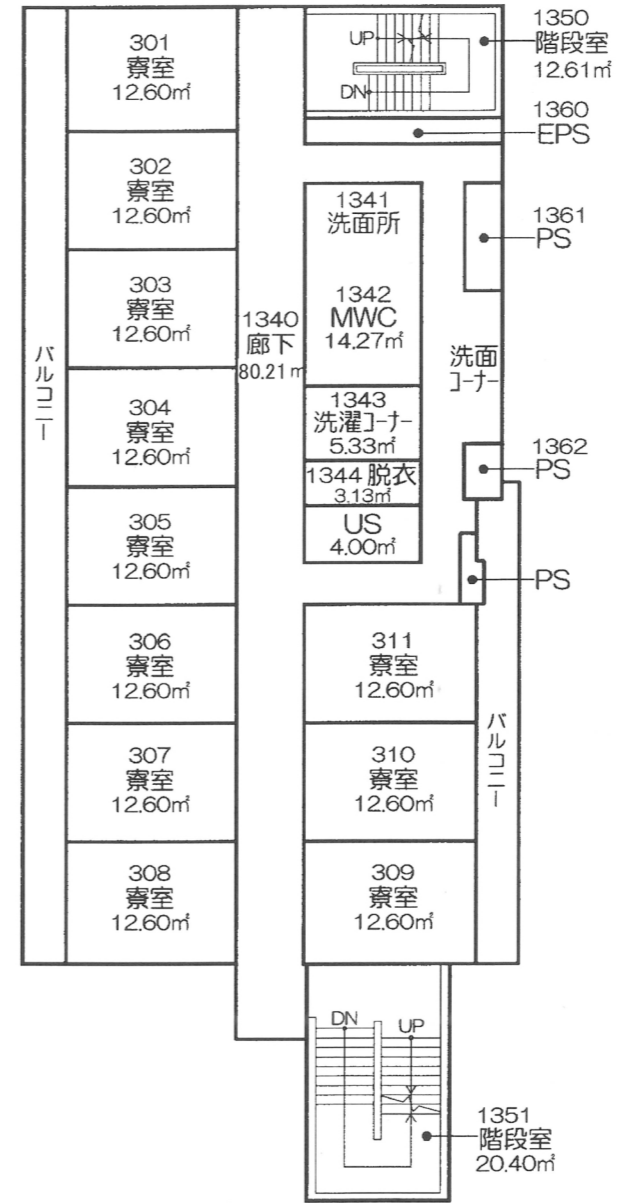 301
寮室
12.60㎡
302
寮室
12.60㎡
303
寮室
12.60㎡
304
寮室
12.60㎡
305
寮室
12.60㎡
306
寮室
12.60㎡
307
寮室
12.60㎡
308
寮室
12.60㎡
バルコニー
1340
廊下
80.21㎡
UP
DN
1350
階段室
12.61㎡
1360
EPS
1341
洗面所
1342
MWC
14.27㎡
1343
洗濯コーナー
5.33㎡
1344 脱衣
3.13㎡
US
4.00㎡
1361
PS
洗面
コーナー
1362
PS
PS
311
寮室
12.60㎡
310
寮室
12.60㎡
309
寮室
12.60㎡
バルコニー
DN
UP
1351
階段室
20.40㎡